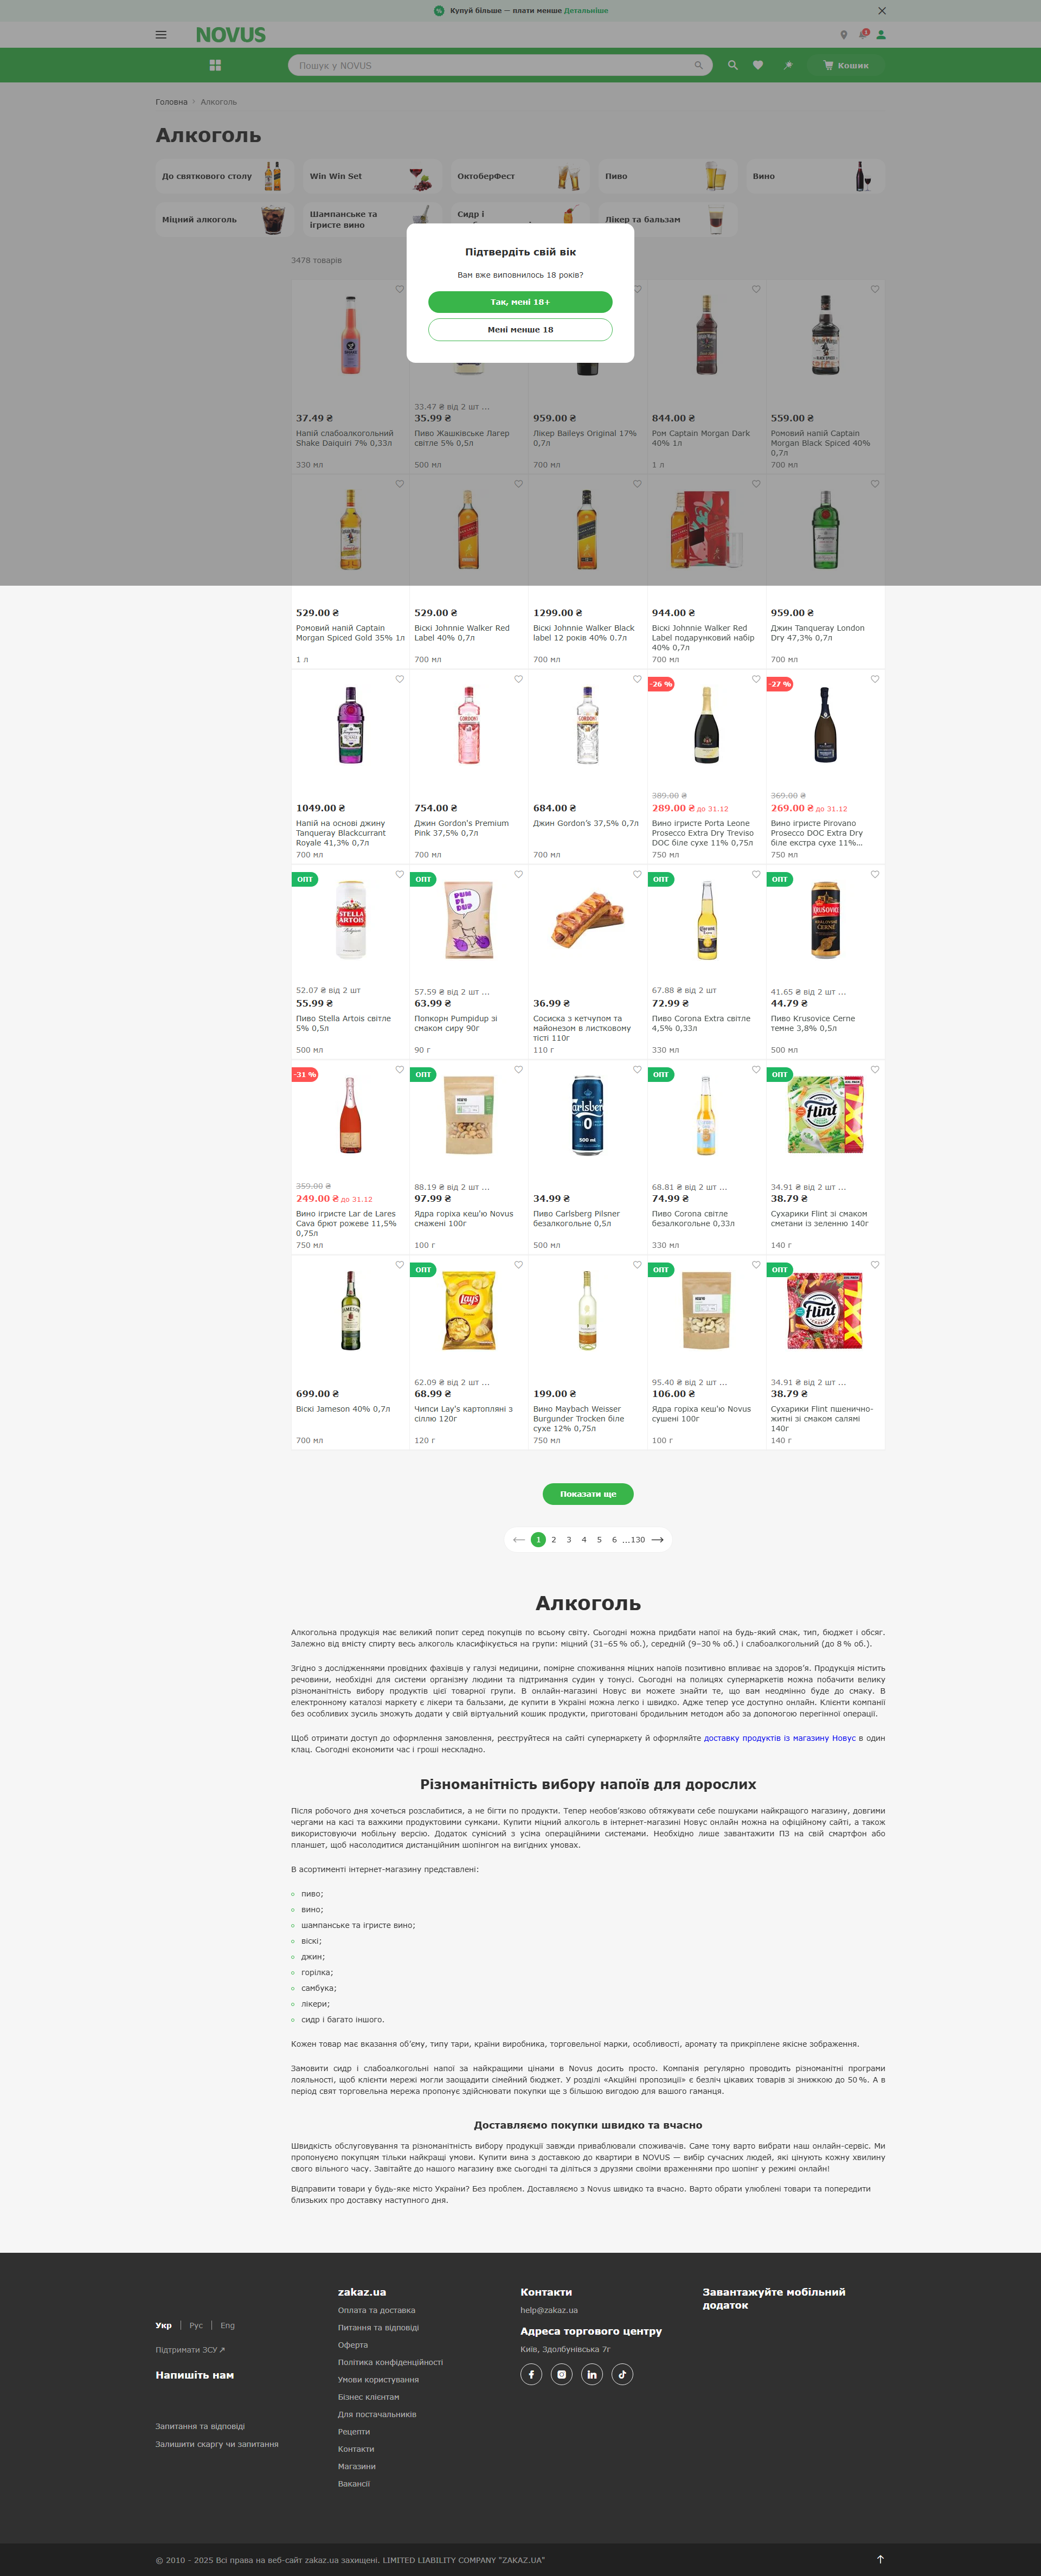 Купуй більше — плати менше Детальніше
NOVUS
Пошук у NOVUS
Кошик
Головна › Алкоголь
Алкоголь
До святкового столу
Win Win Set
ОктоберФест
Пиво
Вино
Міцний алкоголь
Шампанське та
ігристе вино
Сидр і
Лікер та бальзам
3478 товарів
Підтвердіть свій вік
Вам вже виповнилось 18 років?
Так, мені 18+
Мені менше 18
37.49 ₴
Напій слабоалкогольний
Shake Daiquiri 7% 0,33л
330 мл
33.47 ₴ від 2 шт ...
35.99 ₴
Пиво Жашківське Лагер
світле 5% 0,5л
500 мл
959.00 ₴
Лікер Baileys Original 17%
0,7л
700 мл
844.00 ₴
Ром Captain Morgan Dark
40% 1л
1 л
559.00 ₴
Ромовий напій Captain
Morgan Black Spiced 40%
0,7л
700 мл
529.00 ₴
Ромовий напій Captain
Morgan Spiced Gold 35% 1л
1 л
529.00 ₴
Віскі Johnnie Walker Red
Label 40% 0,7л
700 мл
1299.00 ₴
Віскі Johnnie Walker Black
label 12 років 40% 0.7л
700 мл
944.00 ₴
Віскі Johnnie Walker Red
Label подарунковий набір
40% 0,7л
700 мл
959.00 ₴
Джин Tanqueray London
Dry 47,3% 0,7л
700 мл
1049.00 ₴
Напій на основі джину
Tanqueray Blackcurrant
Royale 41,3% 0,7л
700 мл
754.00 ₴
Джин Gordon's Premium
Pink 37,5% 0,7л
700 мл
684.00 ₴
Джин Gordon’s 37,5% 0,7л
700 мл
-26 %
389.00 ₴
289.00 ₴ до 31.12
Вино ігристе Porta Leone
Prosecco Extra Dry Treviso
DOC біле сухе 11% 0,75л
750 мл
-27 %
369.00 ₴
269.00 ₴ до 31.12
Вино ігристе Pirovano
Prosecco DOC Extra Dry
біле екстра сухе 11%...
750 мл
ОПТ
STELLA
ARTOIS
52.07 ₴ від 2 шт
55.99 ₴
Пиво Stella Artois світле
5% 0,5л
500 мл
ОПТ
PUM
PI
DUP
57.59 ₴ від 2 шт ...
63.99 ₴
Попкорн Pumpidup зі
смаком сиру 90г
90 г
36.99 ₴
Сосиска з кетчупом та
майонезом в листковому
тісті 110г
110 г
ОПТ
Corona
67.88 ₴ від 2 шт
72.99 ₴
Пиво Corona Extra світле
4,5% 0,33л
330 мл
ОПТ
KRUSOVICE
ČERNÉ
41.65 ₴ від 2 шт ...
44.79 ₴
Пиво Krusovice Cerne
темне 3,8% 0,5л
500 мл
-31 %
359.00 ₴
249.00 ₴ до 31.12
Вино ігристе Lar de Lares
Cava брют рожеве 11,5%
0,75л
750 мл
ОПТ
88.19 ₴ від 2 шт ...
97.99 ₴
Ядра горіха кеш'ю Novus
смажені 100г
100 г
Carlsberg
0
500 ml
34.99 ₴
Пиво Carlsberg Pilsner
безалкогольне 0,5л
500 мл
ОПТ
68.81 ₴ від 2 шт ...
74.99 ₴
Пиво Corona світле
безалкогольне 0,33л
330 мл
ОПТ
Flint
XXL
34.91 ₴ від 2 шт ...
38.79 ₴
Сухарики Flint зі смаком
сметани із зеленню 140г
140 г
JAMESON
699.00 ₴
Віскі Jameson 40% 0,7л
700 мл
ОПТ
Lay's
62.09 ₴ від 2 шт ...
68.99 ₴
Чипси Lay's картопляні з
сіллю 120г
120 г
199.00 ₴
Вино Maybach Weisser
Burgunder Trocken біле
сухе 12% 0,75л
750 мл
ОПТ
95.40 ₴ від 2 шт ...
106.00 ₴
Ядра горіха кеш'ю Novus
сушені 100г
100 г
ОПТ
Flint
XXL
34.91 ₴ від 2 шт ...
38.79 ₴
Сухарики Flint пшенично-
житні зі смаком салямі
140г
140 г
Показати ще
1 2 3 4 5 6 ...130
Алкоголь
Алкогольна продукція має великий попит серед покупців по всьому світу. Сьогодні можна придбати напої на будь-який смак, тип, бюджет і обсяг.
Залежно від вмісту спирту весь алкоголь класифікується на групи: міцний (31–65 % об.), середній (9–30 % об.) і слабоалкогольний (до 8 % об.).
Згідно з дослідженнями провідних фахівців у галузі медицини, помірне споживання міцних напоїв позитивно впливає на здоров’я. Продукція містить
речовини, необхідні для системи організму людини та підтримання судин у тонусі. Сьогодні на полицях супермаркетів можна побачити велику
різноманітність вибору продуктів цієї товарної групи. В онлайн-магазині Новус ви можете знайти те, що вам неодмінно буде до смаку. В
електронному каталозі маркету є лікери та бальзами, де купити в Україні можна легко і швидко. Адже тепер усе доступно онлайн. Клієнти компанії
без особливих зусиль зможуть додати у свій віртуальний кошик продукти, приготовані бродильним методом або за допомогою перегінної операції.
Щоб отримати доступ до оформлення замовлення, реєструйтеся на сайті супермаркету й оформляйте доставку продуктів із магазину Новус в один
клац. Сьогодні економити час і гроші нескладно.
Різноманітність вибору напоїв для дорослих
Після робочого дня хочеться розслабитися, а не бігти по продукти. Тепер необов’язково обтяжувати себе пошуками найкращого магазину, довгими
чергами на касі та важкими продуктовими сумками. Купити міцний алкоголь в інтернет-магазині Новус онлайн можна на офіційному сайті, а також
використовуючи мобільну версію. Додаток сумісний з усіма операційними системами. Необхідно лише завантажити ПЗ на свій смартфон або
планшет, щоб насолодитися дистанційним шопінгом на вигідних умовах.
В асортименті інтернет-магазину представлені:
пиво;
вино;
шампанське та ігристе вино;
віскі;
джин;
горілка;
самбука;
лікери;
сидр і багато іншого.
Кожен товар має вказання об’єму, типу тари, країни виробника, торговельної марки, особливості, аромату та прикріплене якісне зображення.
Замовити сидр і слабоалкогольні напої за найкращими цінами в Novus досить просто. Компанія регулярно проводить різноманітні програми
лояльності, щоб клієнти мережі могли заощадити сімейний бюджет. У розділі «Акційні пропозиції» є безліч цікавих товарів зі знижкою до 50 %. А в
період свят торговельна мережа пропонує здійснювати покупки ще з більшою вигодою для вашого гаманця.
Доставляємо покупки швидко та вчасно
Швидкість обслуговування та різноманітність вибору продукції завжди приваблювали споживачів. Саме тому варто вибрати наш онлайн-сервіс. Ми
пропонуємо покупцям тільки найкращі умови. Купити вина з доставкою до квартири в NOVUS — вибір сучасних людей, які цінують кожну хвилину
свого вільного часу. Завітайте до нашого магазину вже сьогодні та діліться з друзями своїми враженнями про шопінг у режимі онлайн!
Відправити товари у будь-яке місто України? Без проблем. Доставляємо з Novus швидко та вчасно. Варто обрати улюблені товари та попередити
близьких про доставку наступного дня.
Укр | Рус | Eng
Підтримати ЗСУ
Напишіть нам
Запитання та відповіді
Залишити скаргу чи запитання
zakaz.ua
Оплата та доставка
Питання та відповіді
Оферта
Політика конфіденційності
Умови користування
Бізнес клієнтам
Для постачальників
Рецепти
Контакти
Магазини
Вакансії
Контакти
help@zakaz.ua
Адреса торгового центру
Київ, Здолбунівська 7г
Завантажуйте мобільний
додаток
© 2010 - 2025 Всі права на веб-сайт zakaz.ua захищені. LIMITED LIABILITY COMPANY "ZAKAZ.UA"